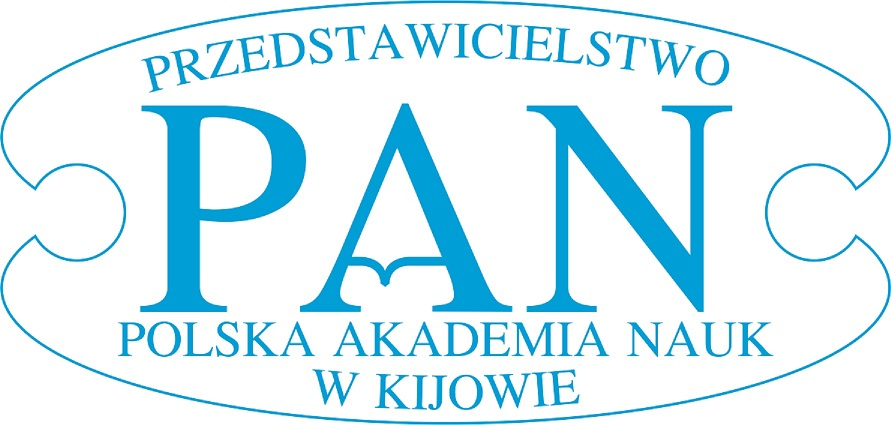 PRZEDSTAWICIELSTWO
PAN
POLSKA AKADEMIA NAUK
W KIJOWIE